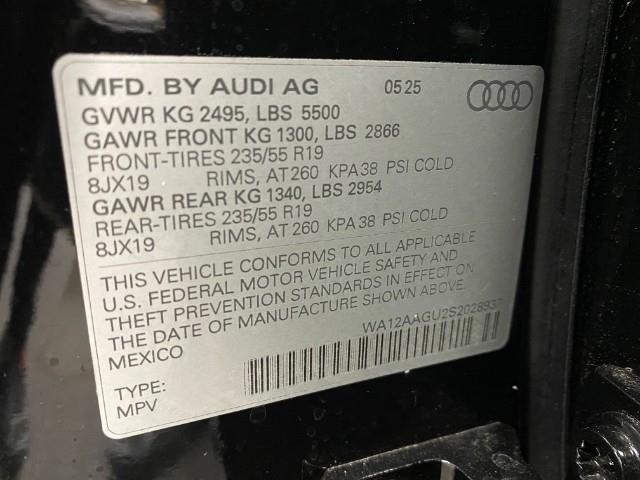 MFD. BY AUDI AG 05 25
GVWR KG 2495, LBS 5500
GAWR FRONT KG 1300, LBS 2866
FRONT-TIRES 235/55 R19
8JX19 RIMS, AT 260 KPA 38 PSI COLD
GAWR REAR KG 1340, LBS 2954
REAR-TIRES 235/55 R19
8JX19 RIMS, AT 260 KPA 38 PSI COLD
THIS VEHICLE CONFORMS TO ALL APPLICABLE
U.S. FEDERAL MOTOR VEHICLE SAFETY AND
THEFT PREVENTION STANDARDS IN EFFECT ON
THE DATE OF MANUFACTURE SHOWN ABOVE.
MEXICO WA12AAGU2S2028937
TYPE:
MPV